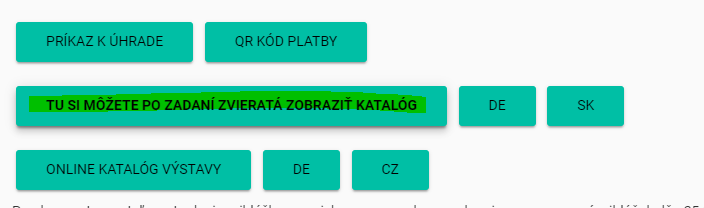 PRÍKAZ K ÚHRADE QR KÓD PLATBY
TU SI MÔŽETE PO ZADANÍ ZVIERATÁ ZOBRAZIŤ KATALÓG DE SK
ONLINE KATALÓG VÝSTAVY DE CZ